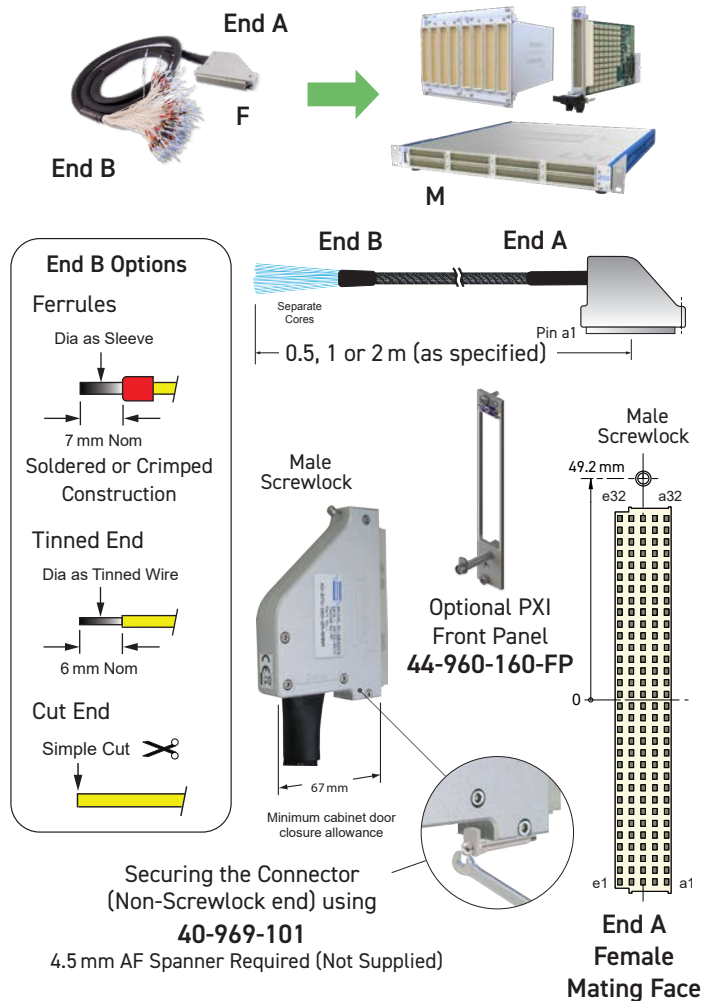 End A
F
End B
M
End B Options
Ferrules
Dia as Sleeve
7 mm Nom
Soldered or Crimped
Construction
Tinned End
Dia as Tinned Wire
6 mm Nom
Cut End
Simple Cut
End B
End A
Separate
Cores
Pin a1
0.5, 1 or 2 m (as specified)
Male
Screwlock
67 mm
Minimum cabinet door
closure allowance
Optional PXI
Front Panel
44-960-160-FP
Male
Screwlock
49.2 mm
e32
a32
0
e1
a1
End A
Female
Mating Face
Securing the Connector
(Non-Screwlock end) using
40-969-101
4.5 mm AF Spanner Required (Not Supplied)